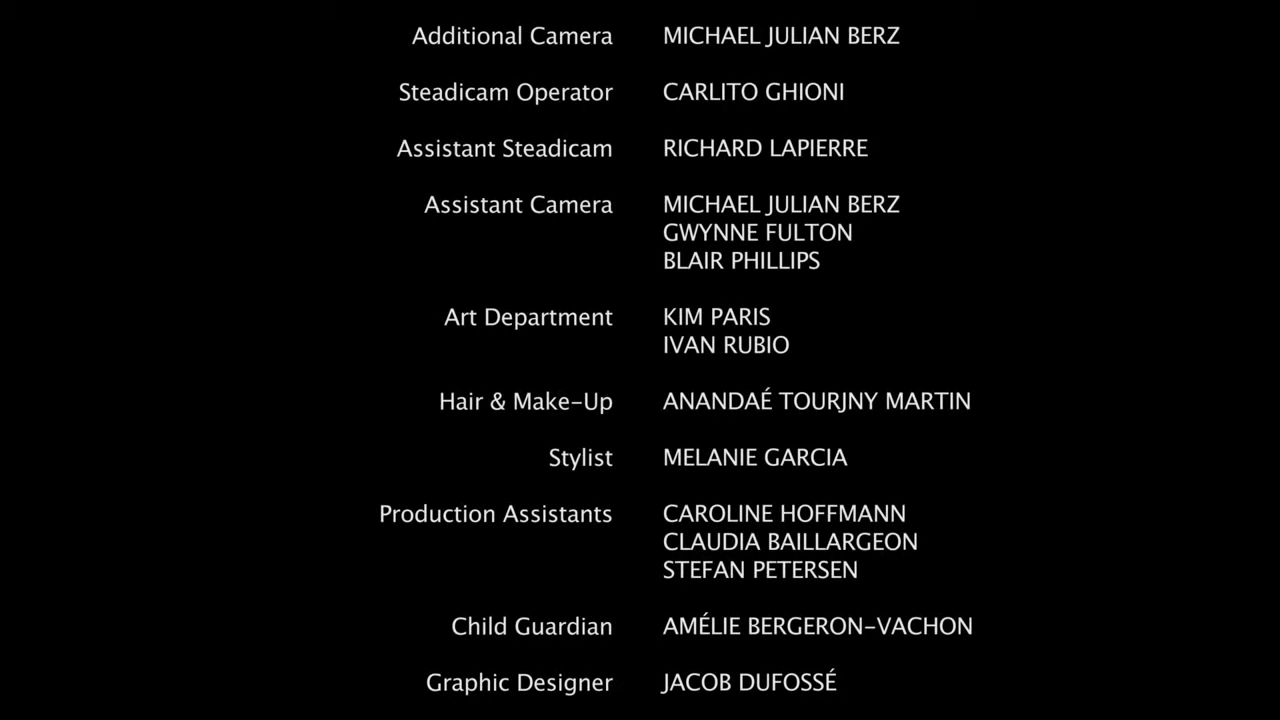 Additional Camera MICHAEL JULIAN BERZ
Steadicam Operator CARLITO GHIONI
Assistant Steadicam RICHARD LAPIERRE
Assistant Camera MICHAEL JULIAN BERZ
GWYNNE FULTON
BLAIR PHILLIPS
Art Department KIM PARIS
IVAN RUBIO
Hair & Make-Up ANANDAÉ TOURJNY MARTIN
Stylist MELANIE GARCIA
Production Assistants CAROLINE HOFFMANN
CLAUDIA BAILLARGEON
STEFAN PETERSEN
Child Guardian AMÉLIE BERGERON-VACHON
Graphic Designer JACOB DUFOSSÉ